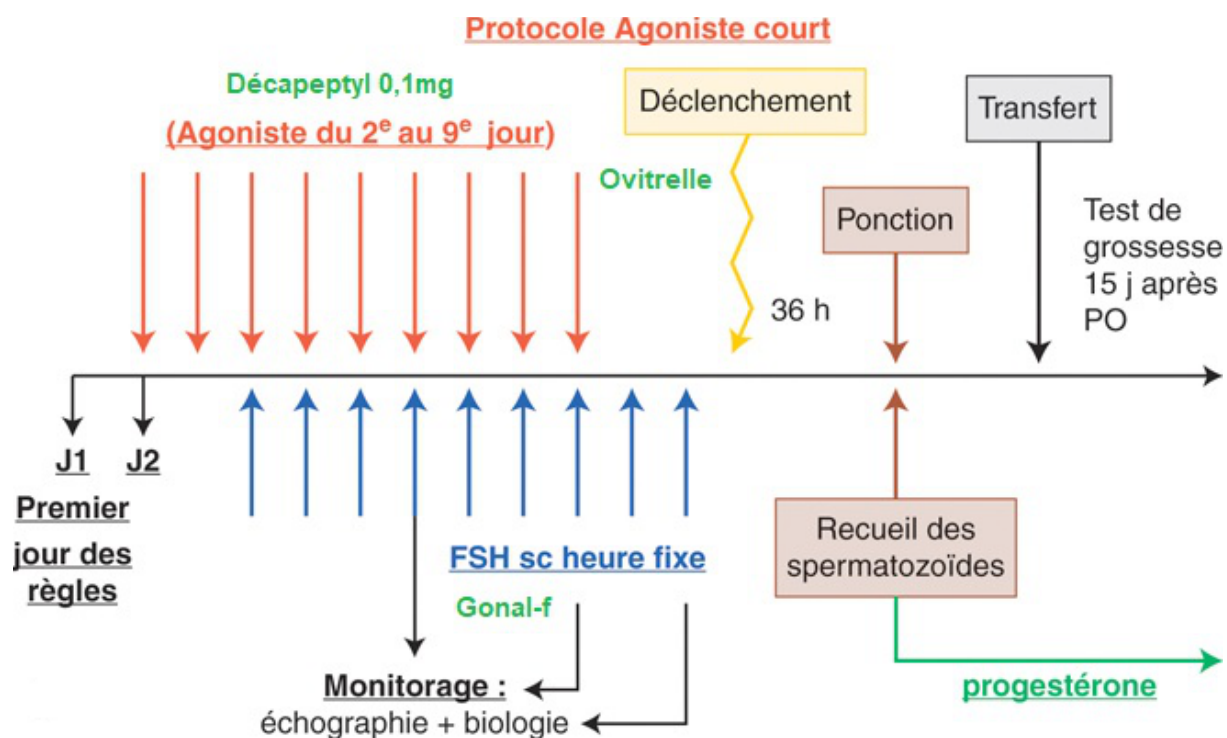 Protocole Agoniste court
Décapeptyl 0,1mg
(Agoniste du 2e au 9e jour)
Déclenchement
Ovitrelle
36 h
Ponction
Transfert
Test de
grossesse
15 j après
PO
J1
J2
Premier
jour des
règles
FSH sc heure fixe
Gonal-f
Monitorage :
échographie + biologie
Recueil des
spermatozoïdes
progestérone